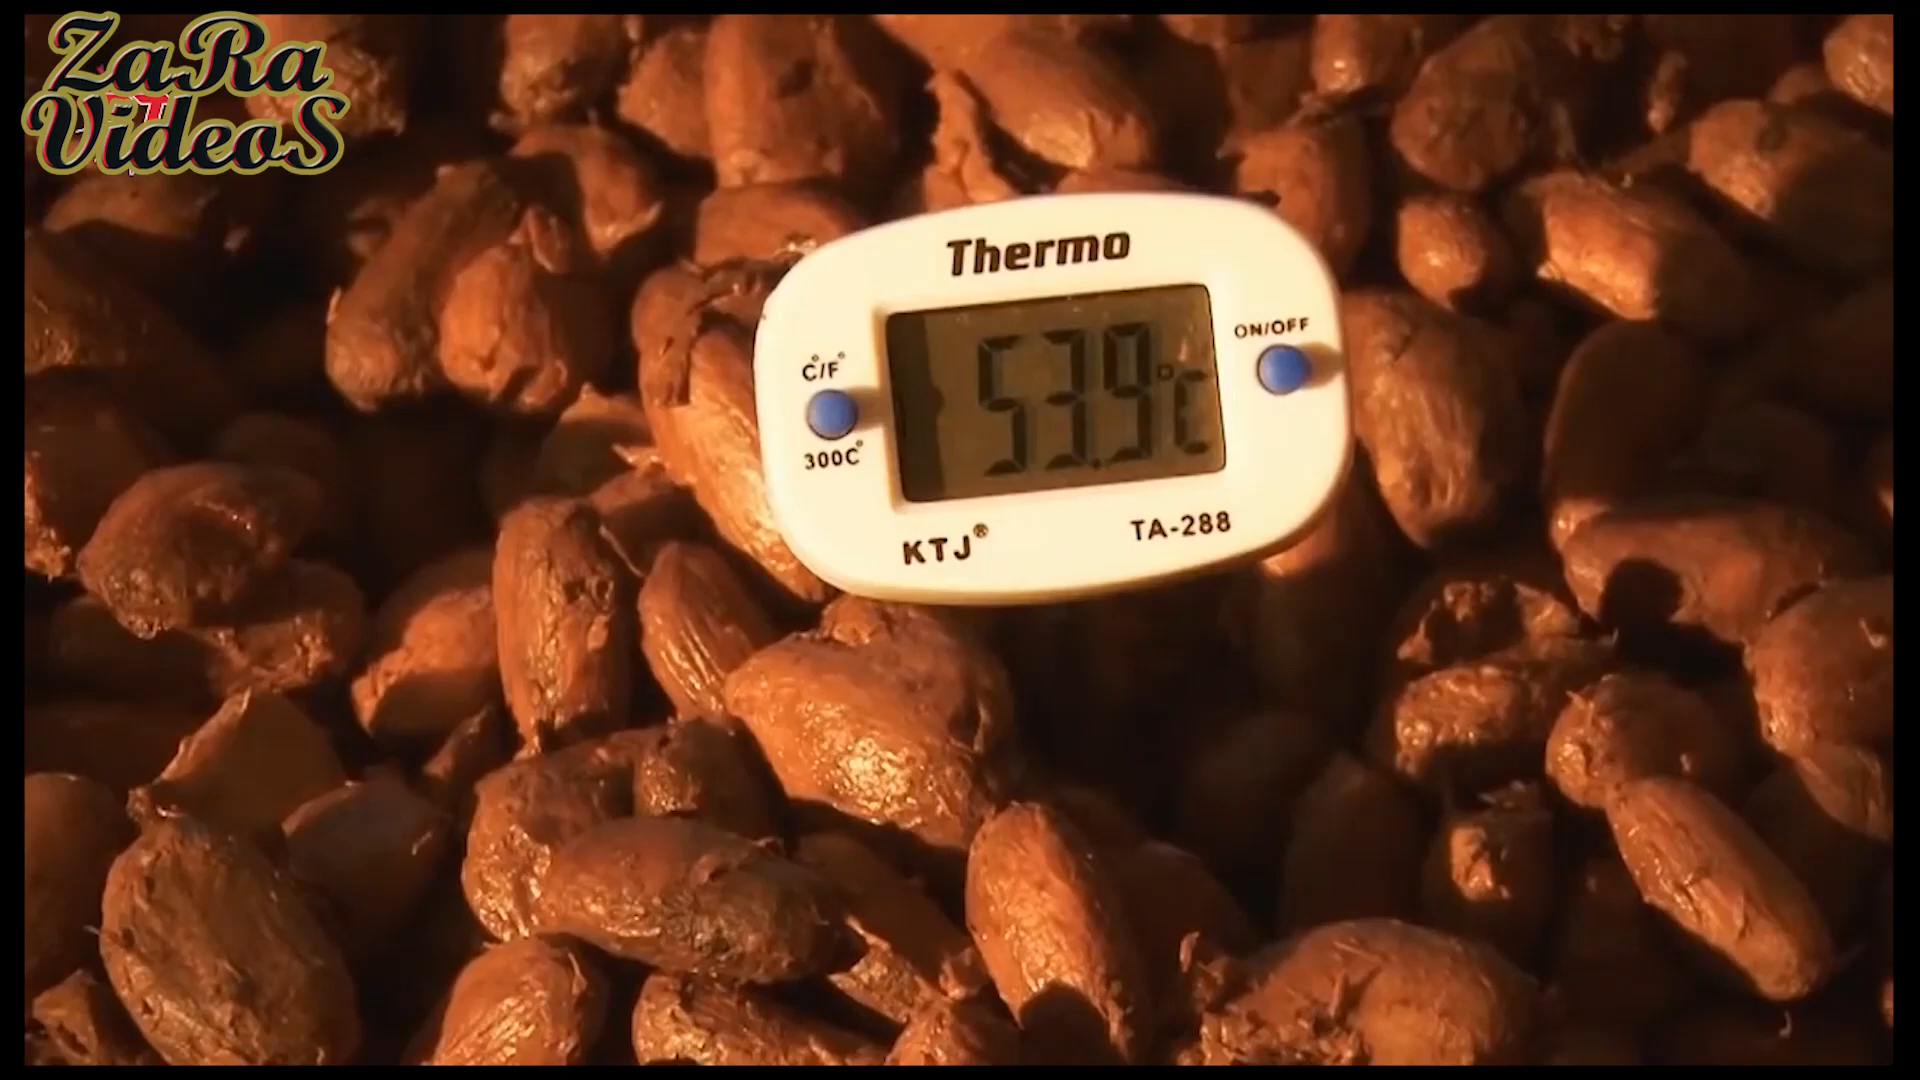 ZaRa
VideoS
Thermo
ON/OFF
°C/F°
53.9°C
300C°
KTJ®
TA-288